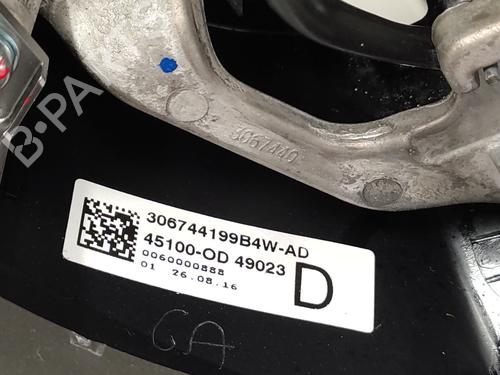 B-PA
3067440
306744199B4W-AD
45100-OD 49023
0060000888
01 26.08.16
D
GA